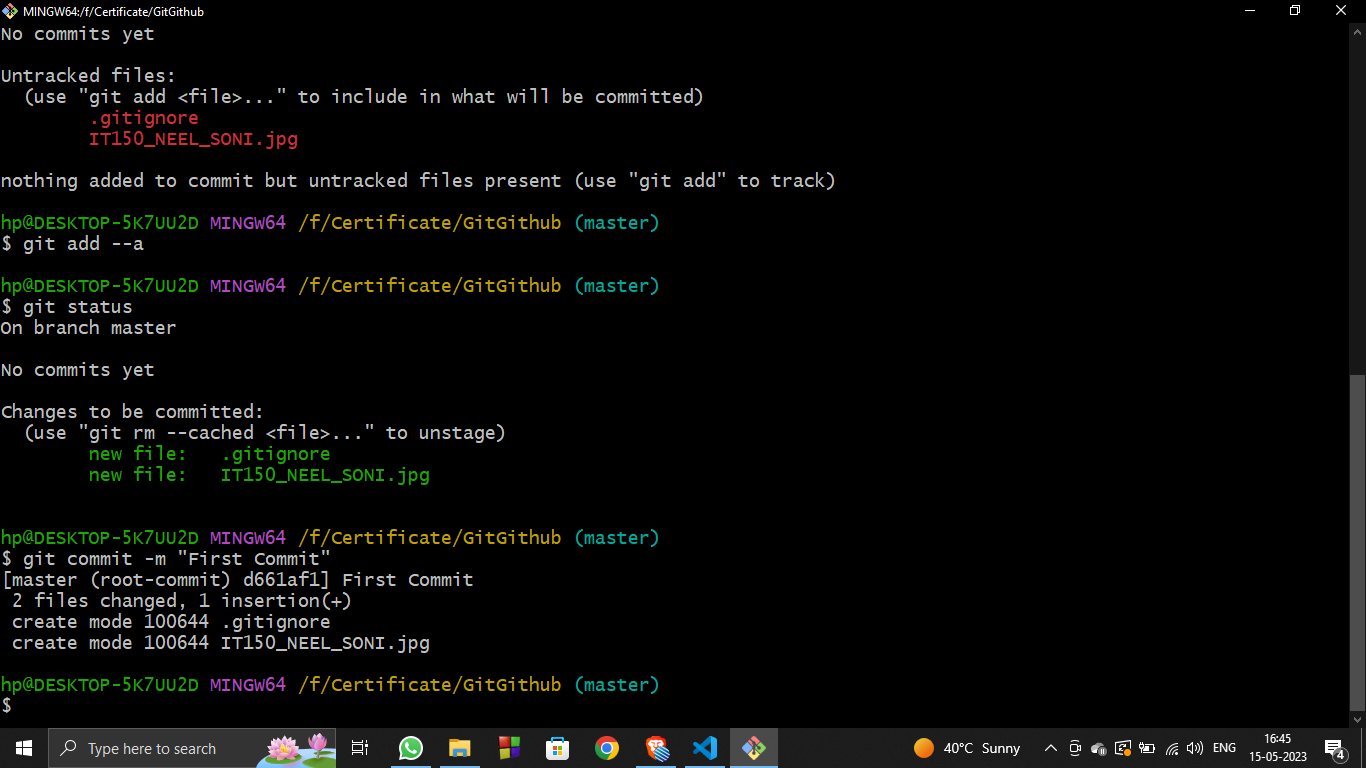 MINGW64:/f/Certificate/GitGithub
No commits yet
Untracked files:
  (use "git add <file>..." to include in what will be committed)
        .gitignore
        IT150_NEEL_SONI.jpg
nothing added to commit but untracked files present (use "git add" to track)
hp@DESKTOP-5K7UU2D MINGW64 /f/Certificate/GitGithub (master)
$ git add --a
hp@DESKTOP-5K7UU2D MINGW64 /f/Certificate/GitGithub (master)
$ git status
On branch master
No commits yet
Changes to be committed:
  (use "git rm --cached <file>..." to unstage)
        new file:   .gitignore
        new file:   IT150_NEEL_SONI.jpg
hp@DESKTOP-5K7UU2D MINGW64 /f/Certificate/GitGithub (master)
$ git commit -m "First Commit"
[master (root-commit) d661af1] First Commit
 2 files changed, 1 insertion(+)
 create mode 100644 .gitignore
 create mode 100644 IT150_NEEL_SONI.jpg
hp@DESKTOP-5K7UU2D MINGW64 /f/Certificate/GitGithub (master)
$
Type here to search
40°C Sunny
ENG
16:45
15-05-2023
4